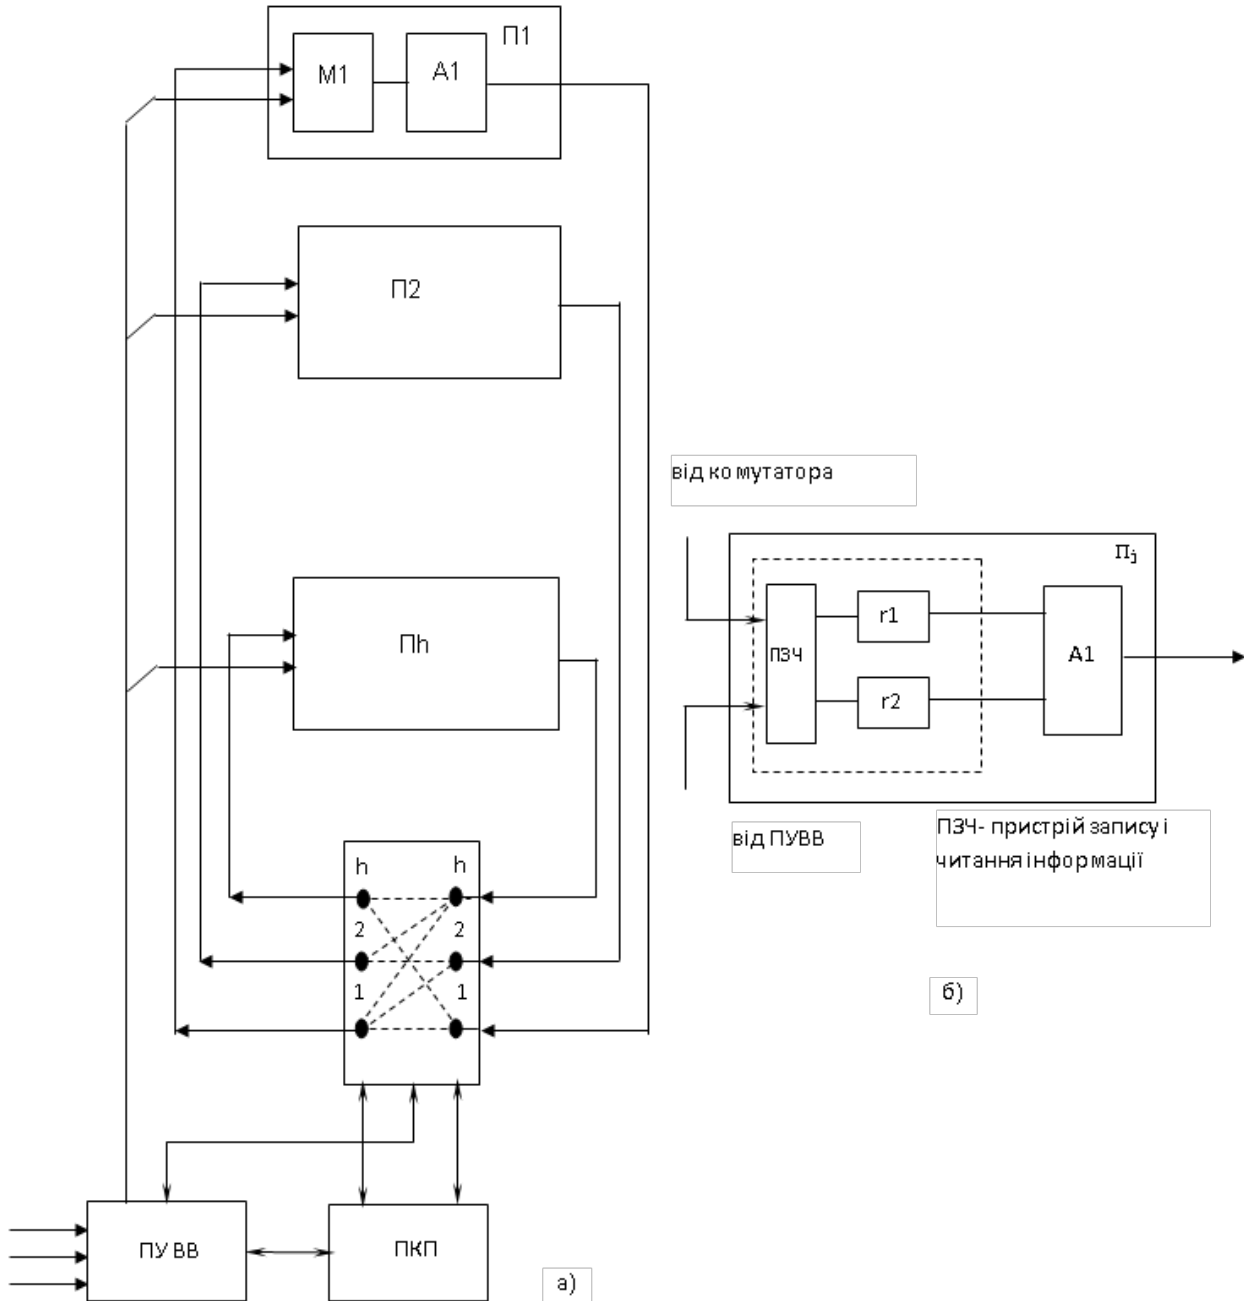 П1
М1
А1
П2
Пh
h
h
2
2
1
1
ПУ ВВ
ПКП
а)
від комутатора
Пj
ПЗЧ
r1
r2
А1
від ПУВВ
ПЗЧ- пристрій запису і
читання інформації
б)